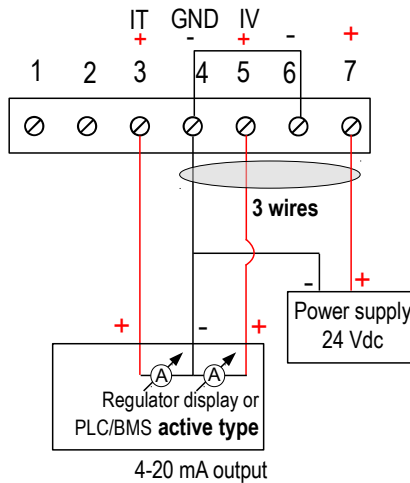 IT GND IV
+ - + - +
1 2 3 4 5 6 7
3 wires
- +
+ - +
Power supply
24 Vdc
A A
Regulator display or
PLC/BMS active type
4-20 mA output